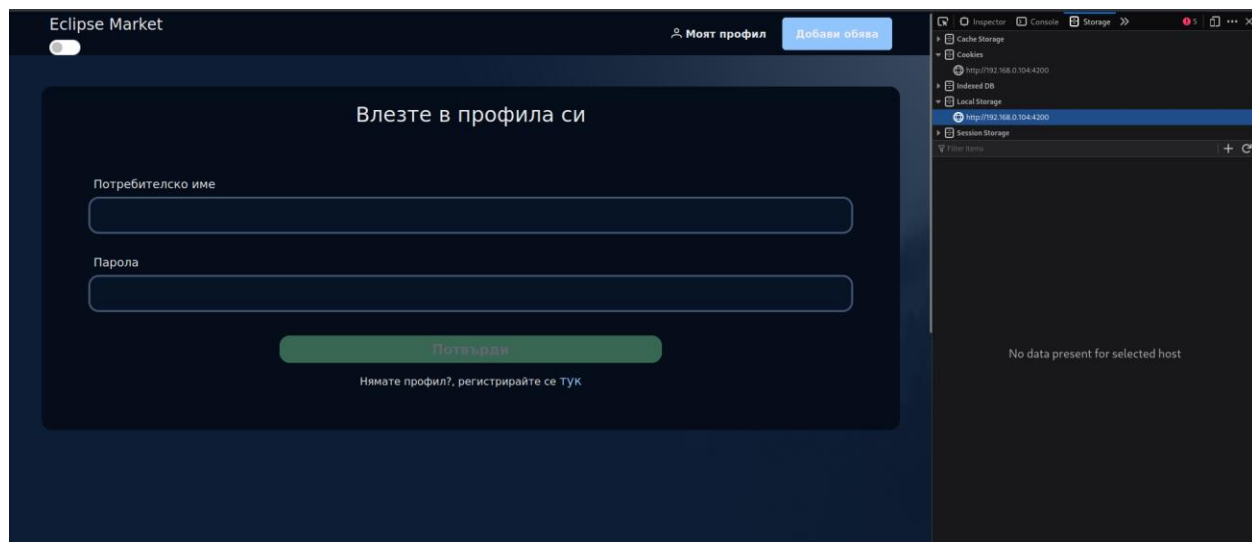 Eclipse Market
Моят профил
Добави обява
Влезте в профила си
Потребителско име
Парола
Потвърди
Нямате профил?, регистрирайте се тук
Inspector Console Storage 5
Cache Storage
Cookies
http://192.168.0.104:4200
Indexed DB
Local Storage
http://192.168.0.104:4200
Session Storage
Filter Items
No data present for selected host